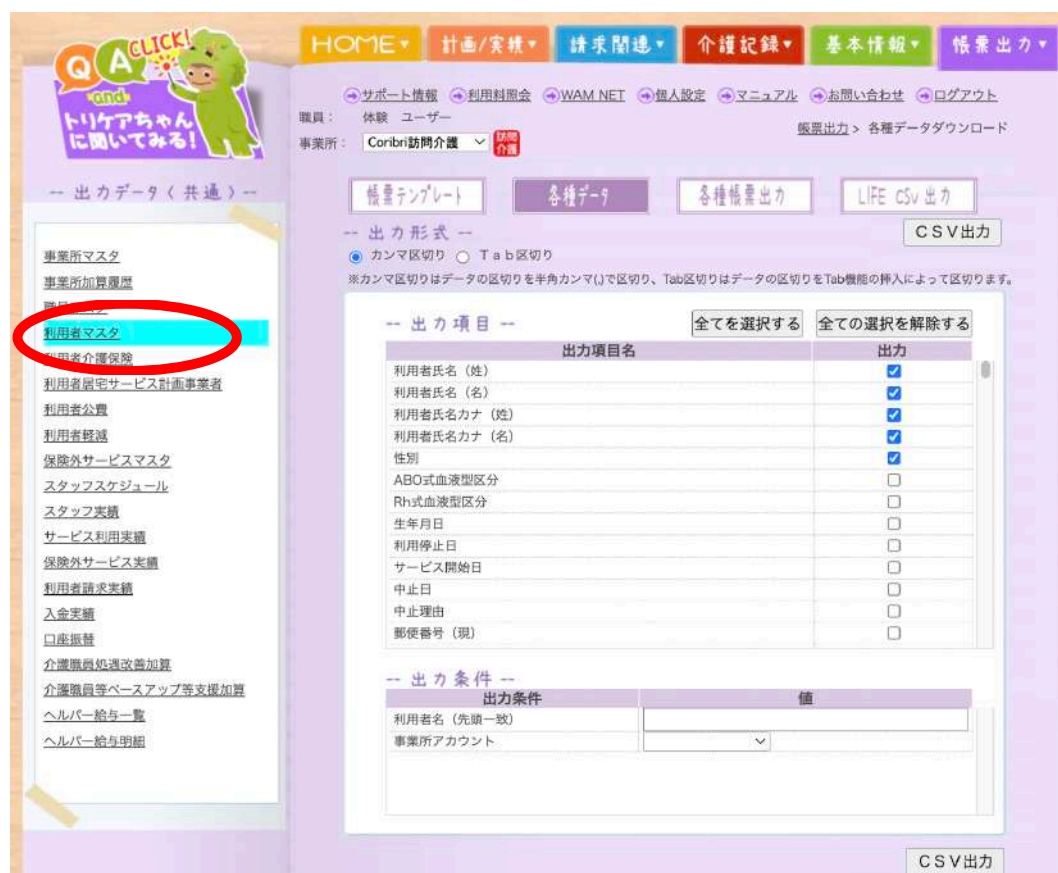 Q and A CLICK!
トリケアちゃん
に聞いてみる!
HOME▼ 計画/実績▼ 請求関連▼ 介護記録▼ 基本情報▼ 帳票出力▼
サポート情報 利用料照会 WAM NET 個人設定 マニュアル お問い合わせ ログアウト
職員： 体験 ユーザー
事業所： Coribri訪問介護 訪問介護
帳票出力 > 各種データダウンロード
-- 出力データ(共通) --
事業所マスタ
事業所加算履歴
利用者マスタ
利用者介護保険
利用者居宅サービス計画事業者
利用者公費
利用者軽減
保険外サービスマスタ
スタッフスケジュール
スタッフ実績
サービス利用実績
保険外サービス実績
利用者請求実績
入金実績
口座振替
介護職員処遇改善加算
介護職員等ベースアップ等支援加算
ヘルパー給与一覧
ヘルパー給与明細
帳票テンプレート 各種データ 各種帳票出力 LIFE CSV 出力
-- 出力形式 --
CSV出力
カンマ区切り Tab区切り
※カンマ区切りはデータの区切りを半角カンマ(,)で区切り、Tab区切りはデータの区切りをTab機能の挿入によって区切ります。
-- 出力項目 -- 全てを選択する 全ての選択を解除する
出力項目名 出力
利用者氏名（姓）
利用者氏名（名）
利用者氏名カナ（姓）
利用者氏名カナ（名）
性別
ABO式血液型区分
Rh式血液型区分
生年月日
利用停止日
サービス開始日
中止日
中止理由
郵便番号（現）
-- 出力条件 --
出力条件 値
利用者名（先頭一致）
事業所アカウント
CSV出力